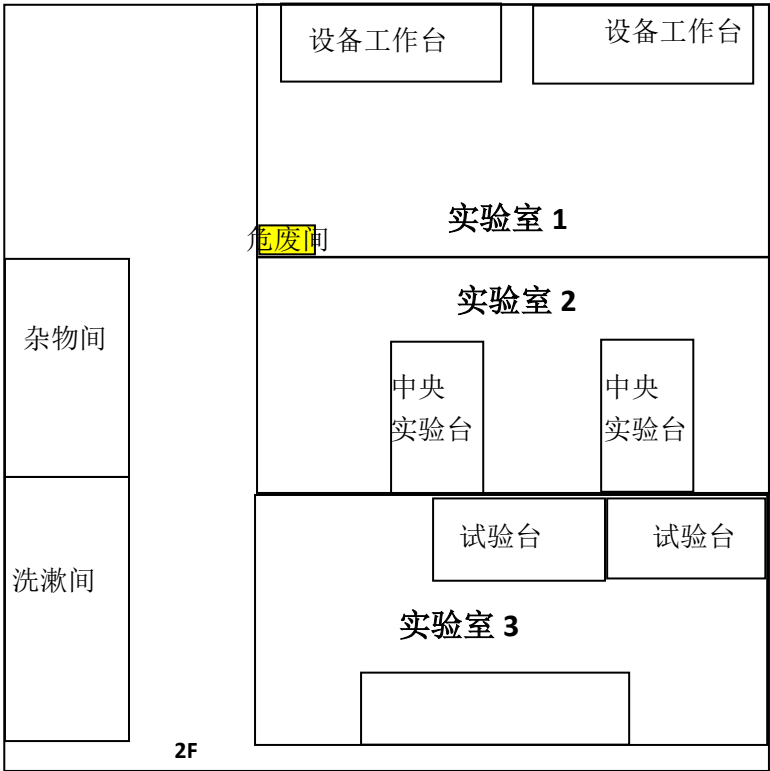 设备工作台
设备工作台
实验室 1
危废间
实验室 2
杂物间
中央
实验台
中央
实验台
试验台
试验台
洗漱间
实验室 3
2F